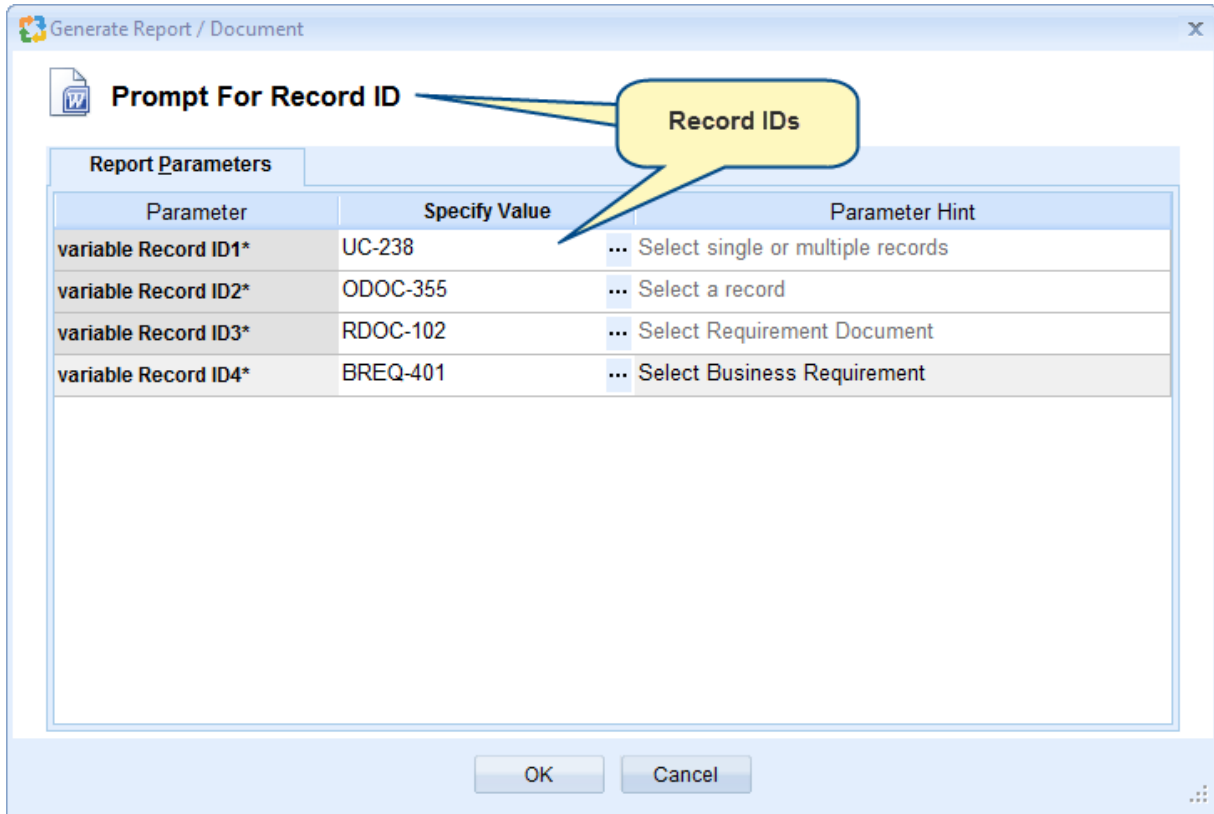 Generate Report / Document
Prompt For Record ID
Record IDs
Report Parameters
Parameter Specify Value Parameter Hint
variable Record ID1* UC-238 ... Select single or multiple records
variable Record ID2* ODOC-355 ... Select a record
variable Record ID3* RDOC-102 ... Select Requirement Document
variable Record ID4* BREQ-401 ... Select Business Requirement
OK Cancel